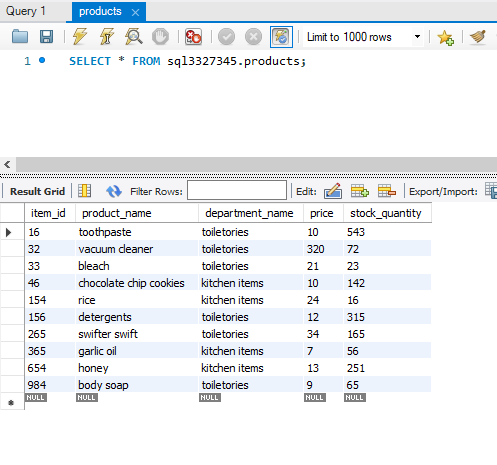 Query 1 products
Limit to 1000 rows
1 SELECT * FROM sql3327345.products;
Result Grid Filter Rows: Edit: Export/Import:
item_id product_name department_name price stock_quantity
16 toothpaste toiletories 10 543
32 vacuum cleaner toiletories 320 72
33 bleach toiletories 21 23
46 chocolate chip cookies kitchen items 10 142
154 rice kitchen items 24 16
156 detergents toiletories 12 315
265 swifter swift toiletories 34 165
365 garlic oil kitchen items 7 56
654 honey kitchen items 13 251
984 body soap toiletories 9 65
NULL NULL NULL NULL NULL